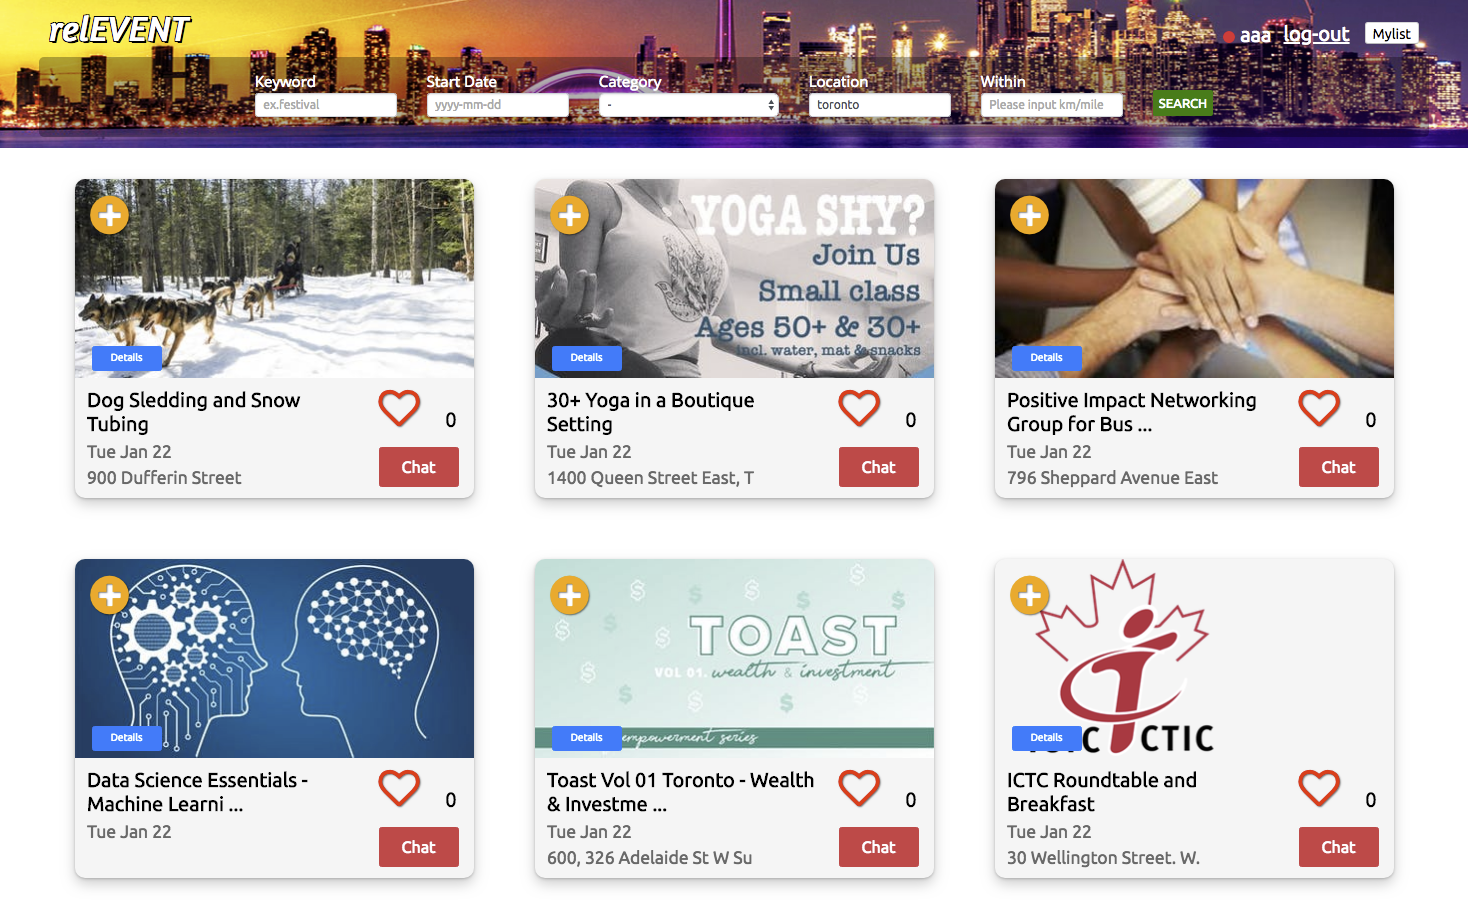 relEVENT
aaa log-out Mylist
Keyword Start Date Category Location Within
ex.festival yyyy-mm-dd - toronto Please input km/mile SEARCH
Details
Dog Sledding and Snow
Tubing
0
Tue Jan 22
900 Dufferin Street
Chat
YOGA SHY?
Join Us
Small class
Ages 50+ & 30+
incl. water, mat & snacks
Details
30+ Yoga in a Boutique
Setting
0
Tue Jan 22
1400 Queen Street East, T
Chat
Details
Positive Impact Networking
Group for Bus ...
0
Tue Jan 22
796 Sheppard Avenue East
Chat
Details
Data Science Essentials -
Machine Learni ...
0
Tue Jan 22
Chat
TOAST
VOL 01. wealth & investment
empowerment series
Details
Toast Vol 01 Toronto - Wealth
& Investme ...
0
Tue Jan 22
600, 326 Adelaide St W Su
Chat
CTIC
Details
ICTC Roundtable and
Breakfast
0
Tue Jan 22
30 Wellington Street. W.
Chat